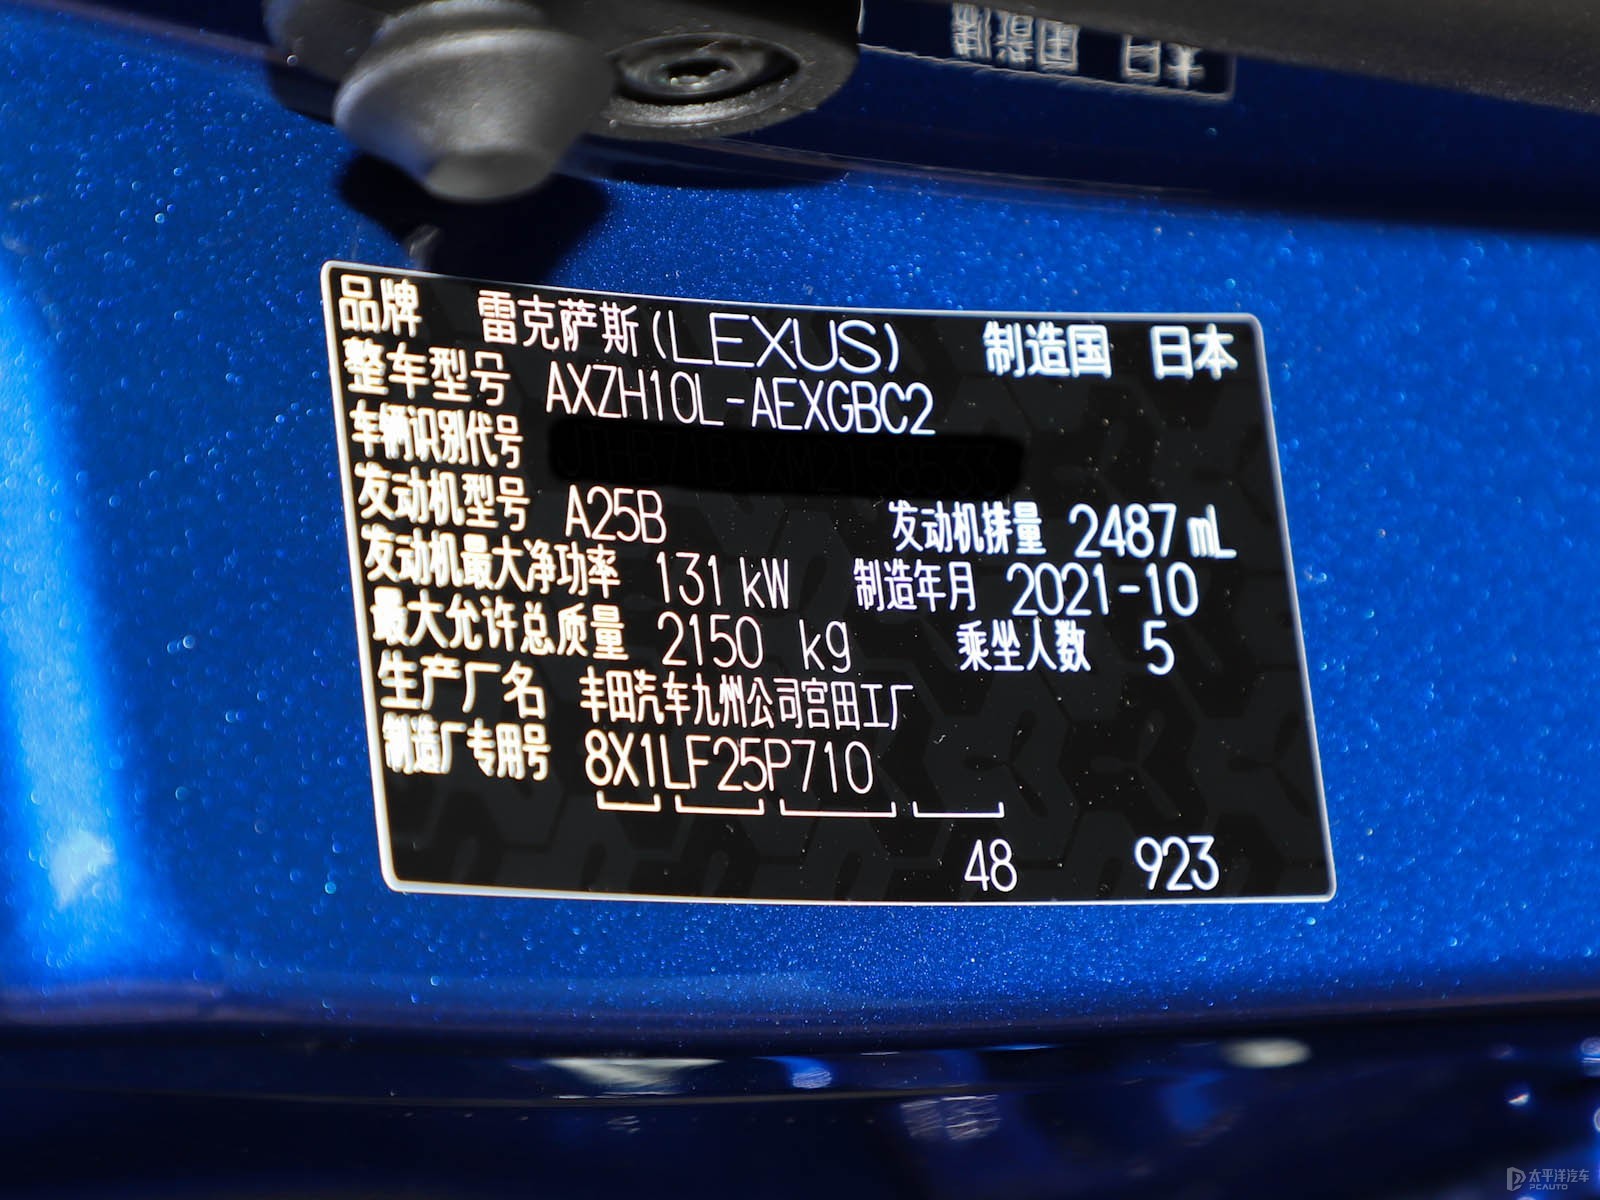 品牌 雷克萨斯(LEXUS) 制造国 日本
整车型号 AXZH10L-AEXGBC2
车辆识别代号
发动机型号 A25B 发动机排量 2487 mL
发动机最大净功率 131 kW 制造年月 2021-10
最大允许总质量 2150 kg 乘坐人数 5
生产厂名 丰田汽车九州公司宫田工厂
制造厂专用号 8X1LF25P710
48 923
太平洋汽车
PCAUTO